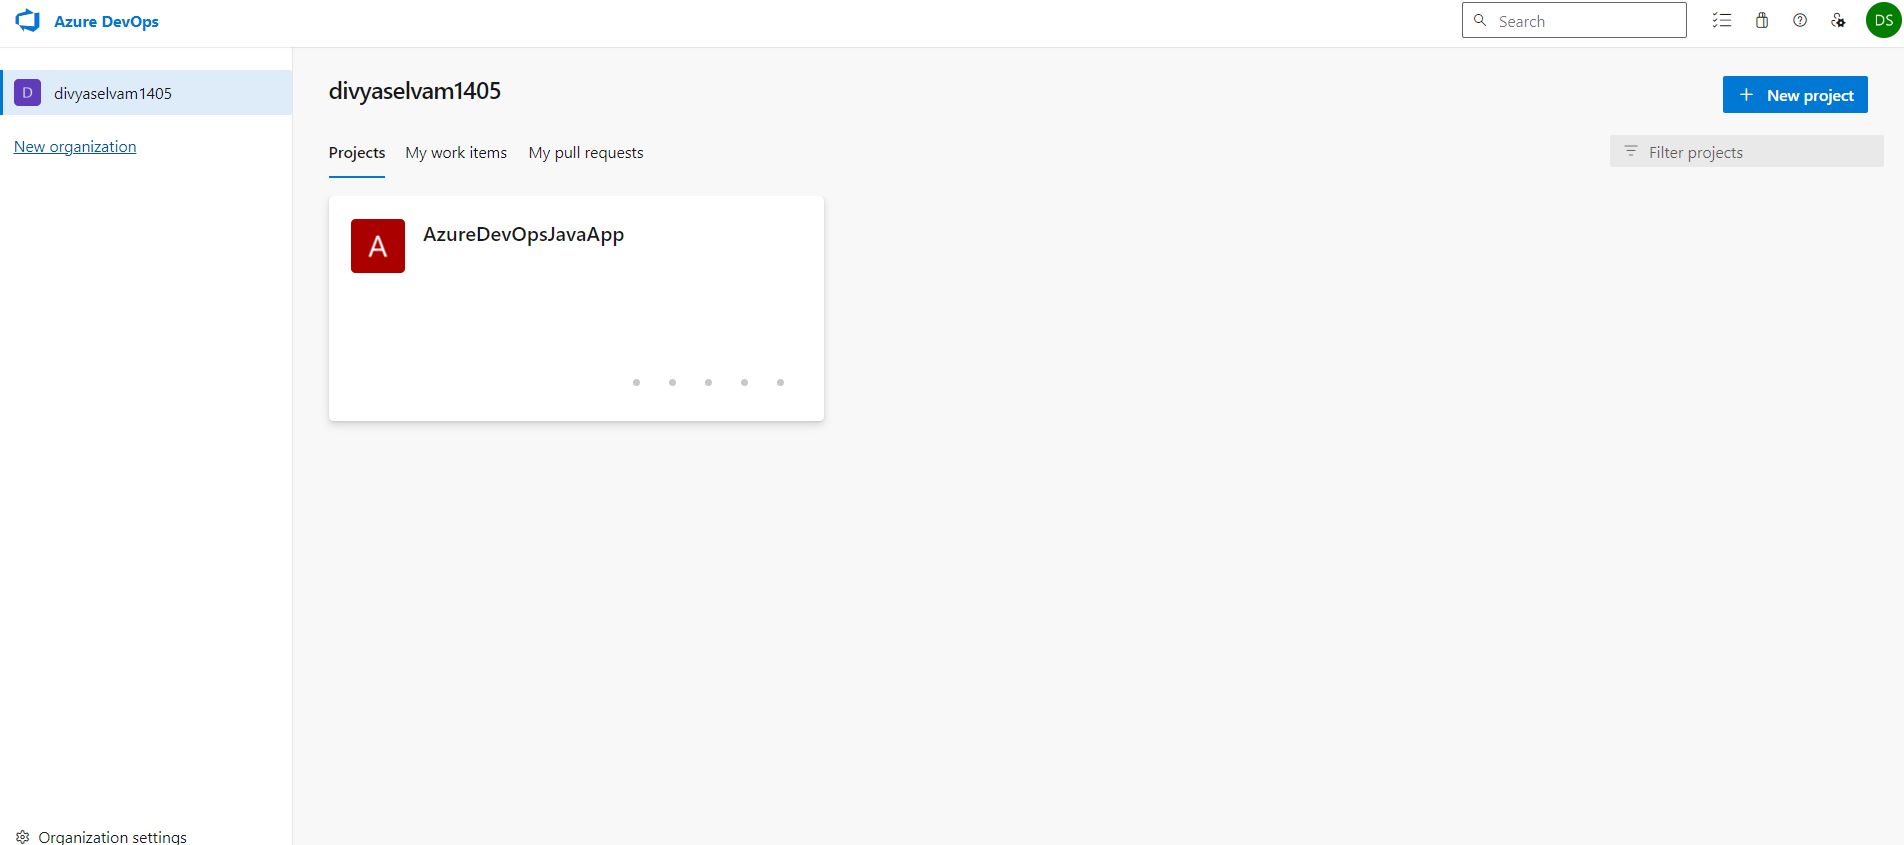 Azure DevOps
Search
DS
D divyaselvam1405
New organization
divyaselvam1405
New project
Projects My work items My pull requests
Filter projects
A AzureDevOpsJavaApp
Organization settings